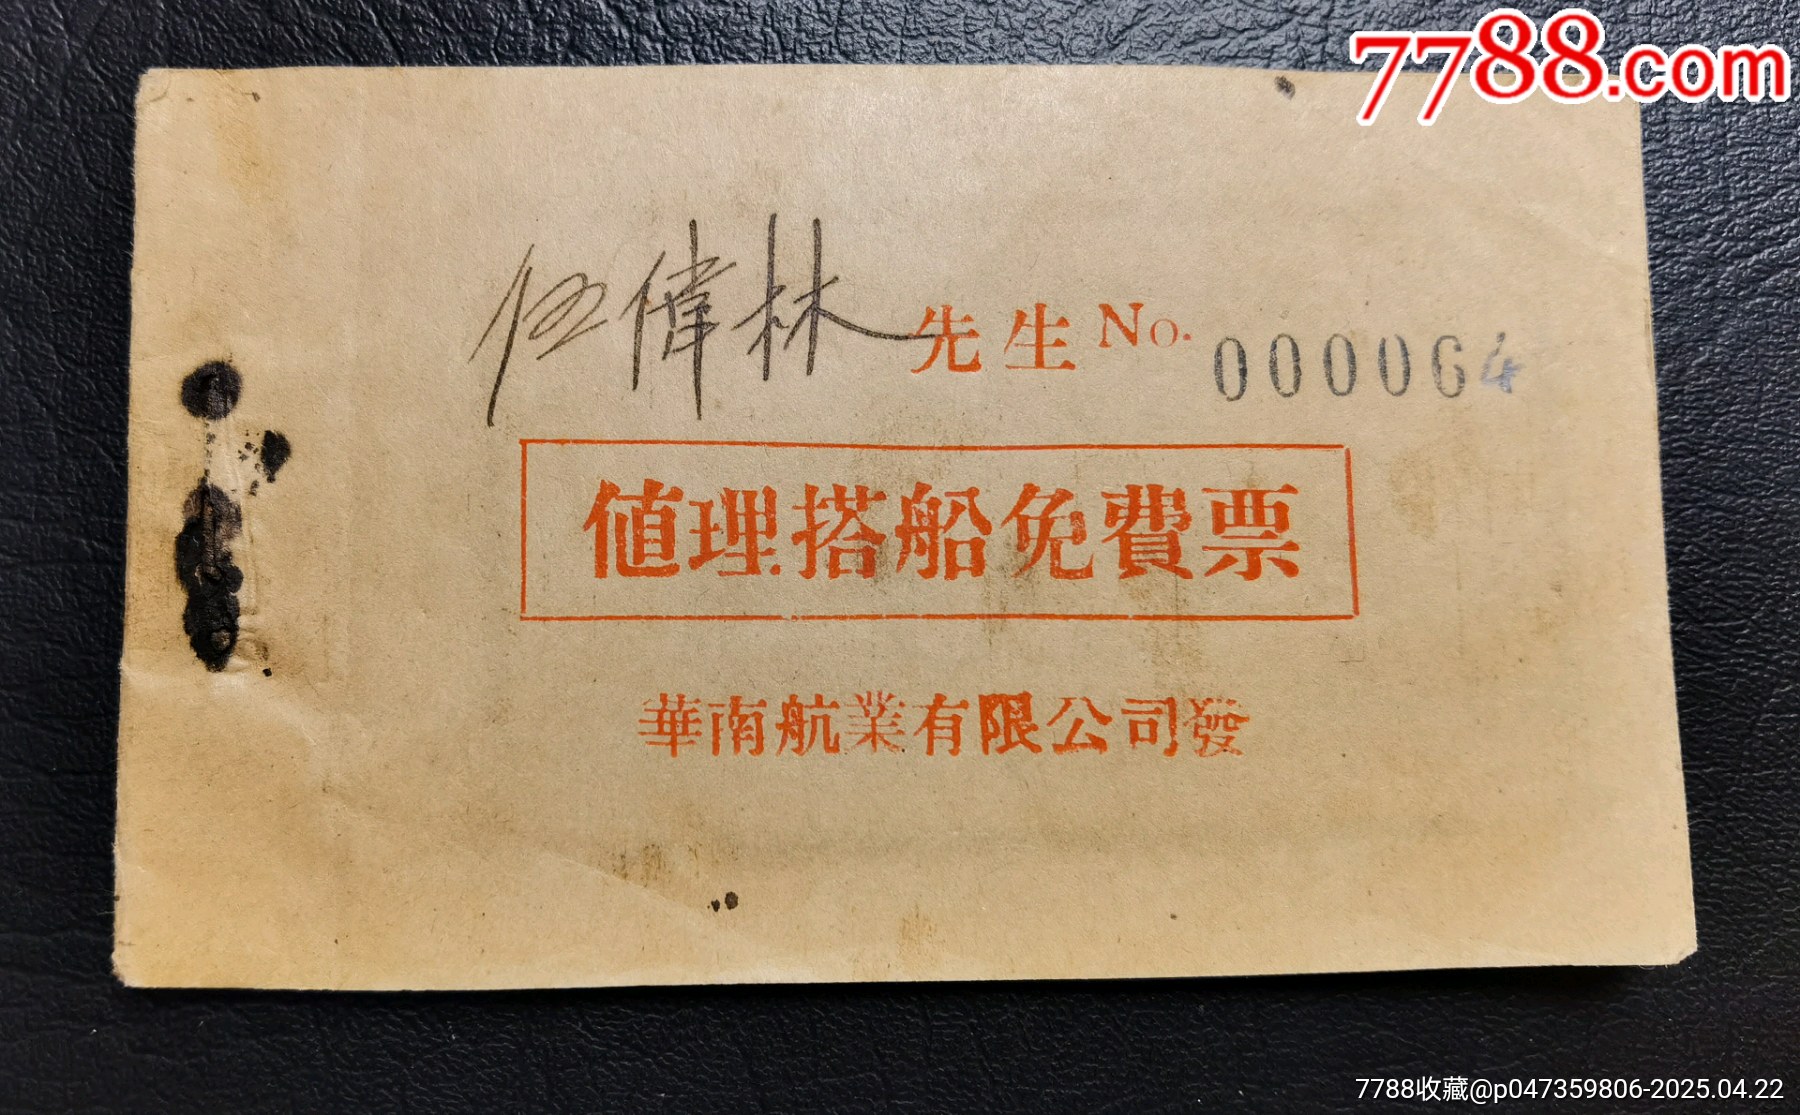 7788.com
伍偉林先生 No. 000064
値理搭船免費票
華南航業有限公司發
7788收藏@p047359806-2025.04.22